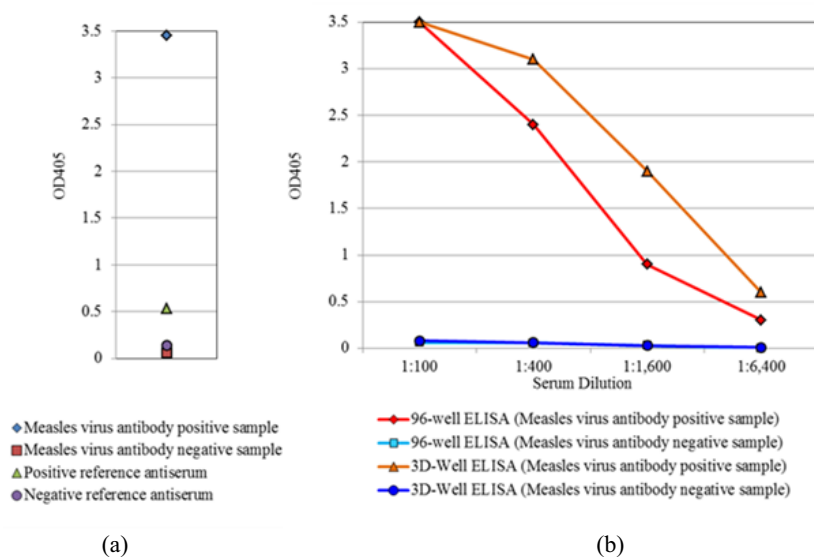 3.5
3
2.5
2
1.5
1
0.5
0
OD405
Measles virus antibody positive sample
Measles virus antibody negative sample
Positive reference antiserum
Negative reference antiserum
(a)
3.5
3
2.5
2
1.5
1
0.5
0
OD405
1:100 1:400 1:1,600 1:6,400
Serum Dilution
96-well ELISA (Measles virus antibody positive sample)
96-well ELISA (Measles virus antibody negative sample)
3D-Well ELISA (Measles virus antibody positive sample)
3D-Well ELISA (Measles virus antibody negative sample)
(b)